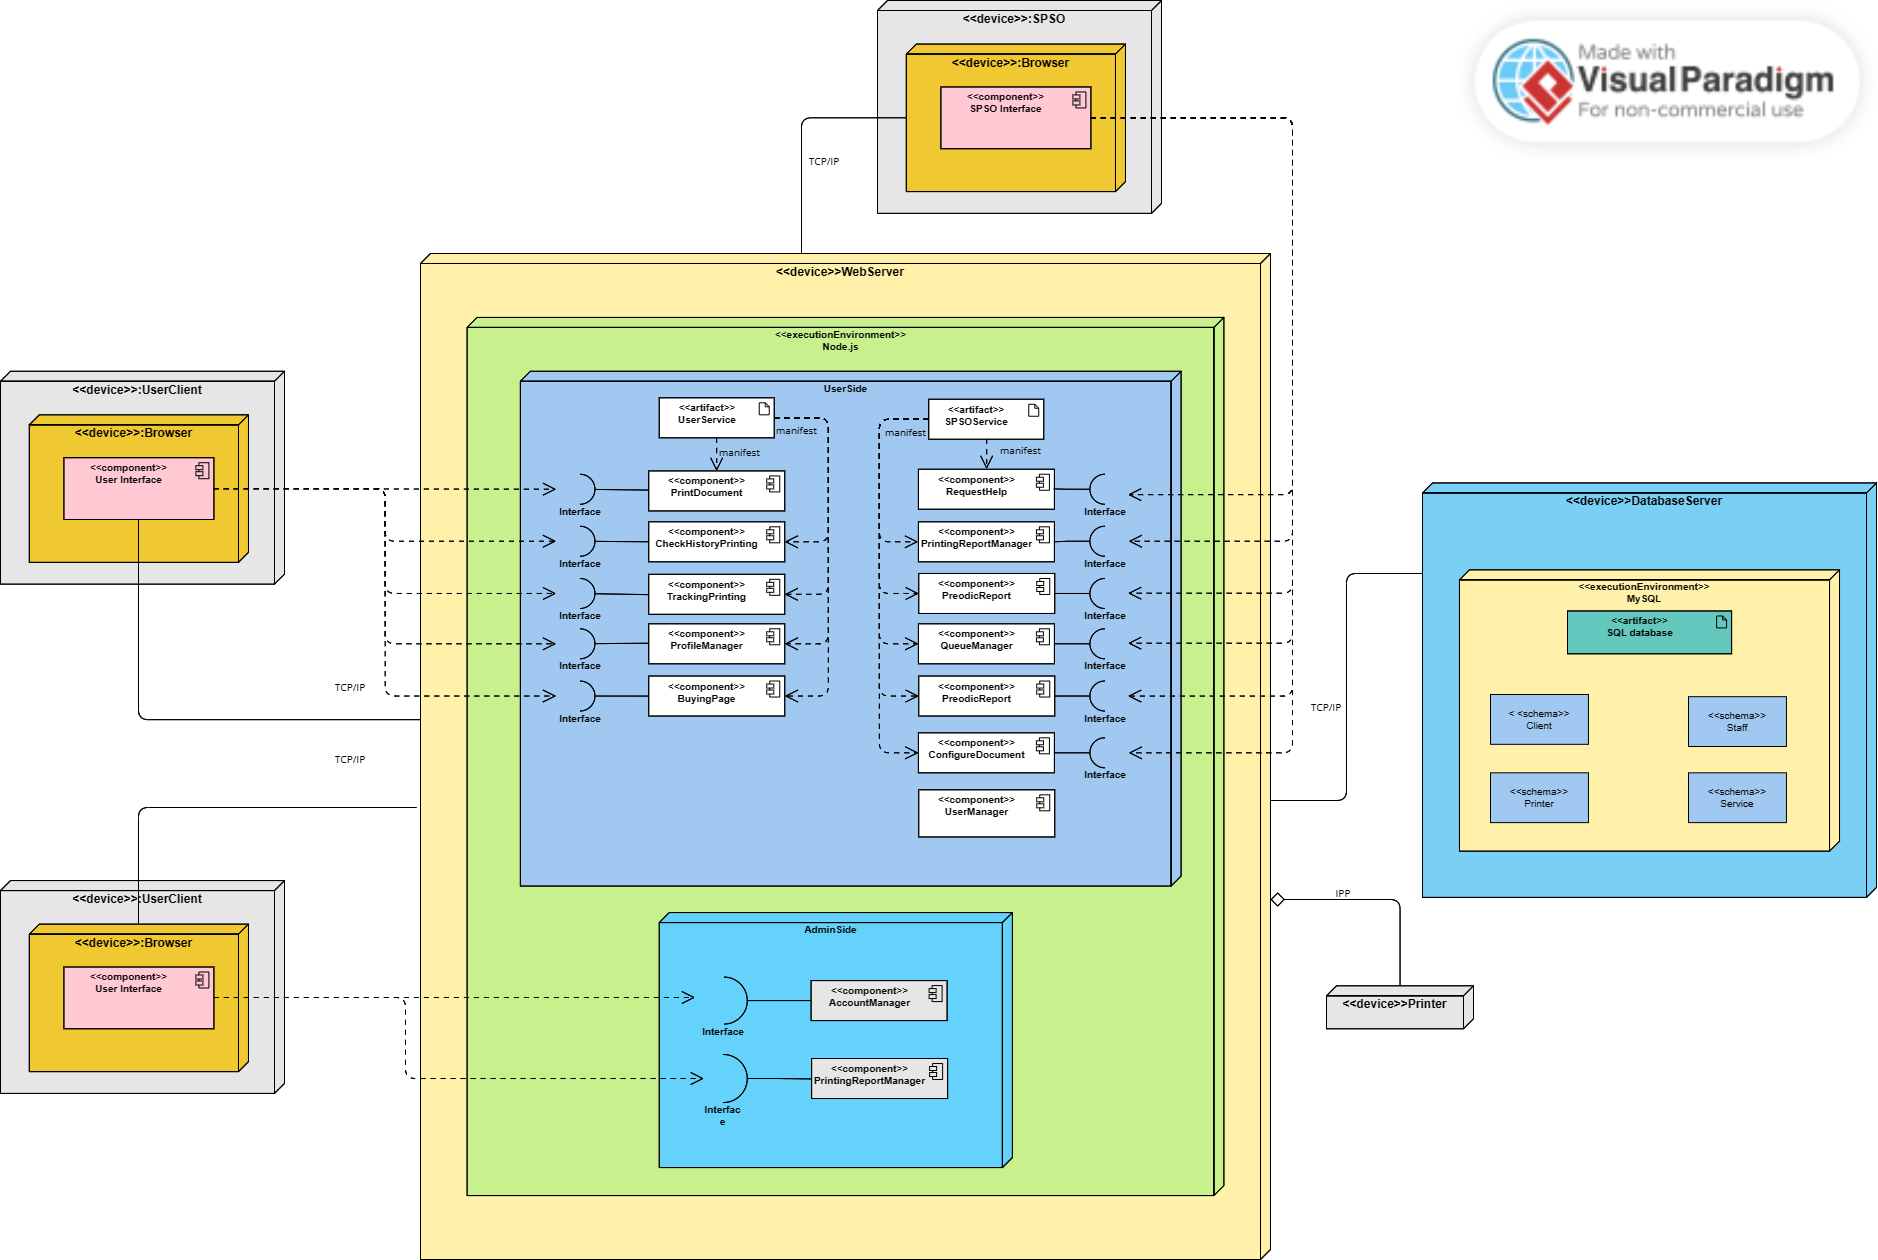 <<device>>:SPSO
<<device>>:Browser
<<component>>
SPSO Interface
Made with
VisualParadigm
For non-commercial use
TCP/IP
<<device>>WebServer
<<executionEnvironment>>
Node.js
<<device>>:UserClient
<<device>>:Browser
<<component>>
User Interface
TCP/IP
UserSide
<<artifact>>
UserService
manifest
manifest
<<component>>
PrintDocument
Interface
<<component>>
CheckHistoryPrinting
Interface
<<component>>
TrackingPrinting
Interface
<<component>>
ProfileManager
Interface
<<component>>
BuyingPage
Interface
<<artifact>>
SPSOService
manifest
manifest
<<component>>
RequestHelp
Interface
<<component>>
PrintingReportManager
Interface
<<component>>
PreodicReport
Interface
<<component>>
QueueManager
Interface
<<component>>
PreodicReport
Interface
<<component>>
ConfigureDocument
Interface
<<component>>
UserManager
<<device>>DatabaseServer
<<executionEnvironment>>
MySQL
<<artifact>>
SQL database
< <schema>>
Client
<<schema>>
Staff
<<schema>>
Printer
<<schema>>
Service
TCP/IP
TCP/IP
<<device>>:UserClient
<<device>>:Browser
<<component>>
User Interface
AdminSide
<<component>>
AccountManager
Interface
<<component>>
PrintingReportManager
Interfac
e
IPP
<<device>>Printer